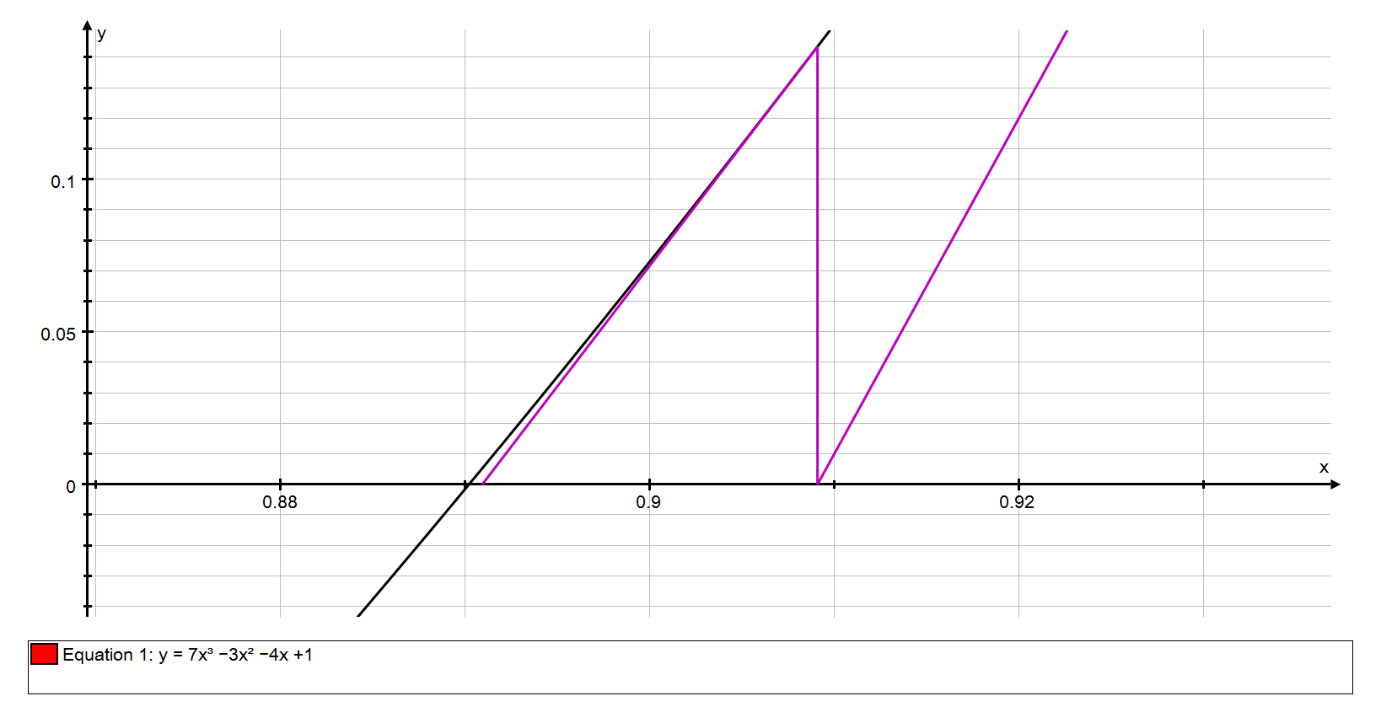 y
0.1
0.05
0
x
0.88
0.9
0.92
Equation 1: y = 7x³ −3x² −4x +1